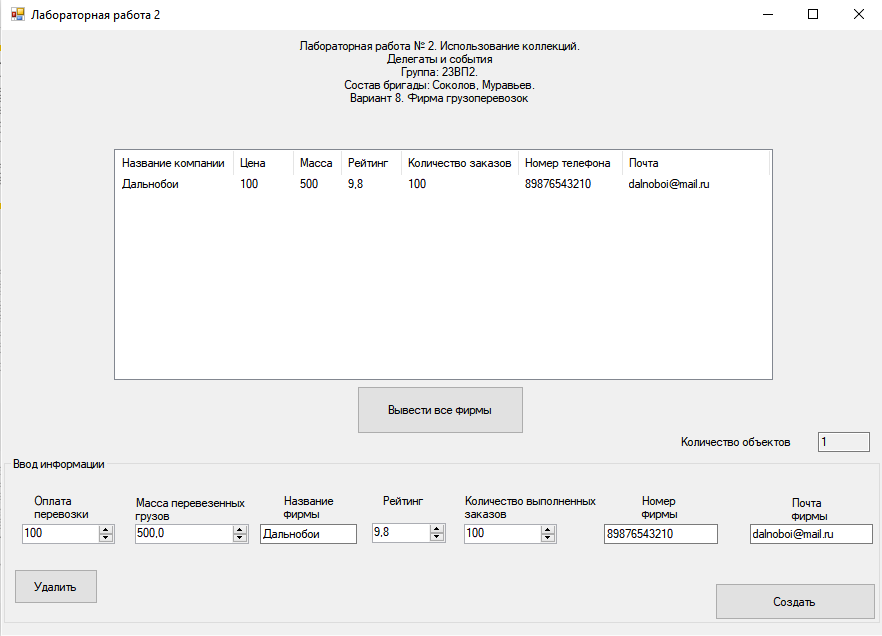 Лабораторная работа 2
Лабораторная работа № 2. Использование коллекций.
Делегаты и события
Группа: 23ВП2.
Состав бригады: Соколов, Муравьев.
Вариант 8. Фирма грузоперевозок
Название компании Цена Масса Рейтинг Количество заказов Номер телефона Почта
Дальнобои 100 500 9,8 100 89876543210 dalnoboi@mail.ru
Вывести все фирмы
Количество объектов 1
Ввод информации
Оплата
перевозки
100
Масса перевезенных
грузов
500,0
Название
фирмы
Дальнобои
Рейтинг
9,8
Количество выполненных
заказов
100
Номер
фирмы
89876543210
Почта
фирмы
dalnoboi@mail.ru
Удалить
Создать